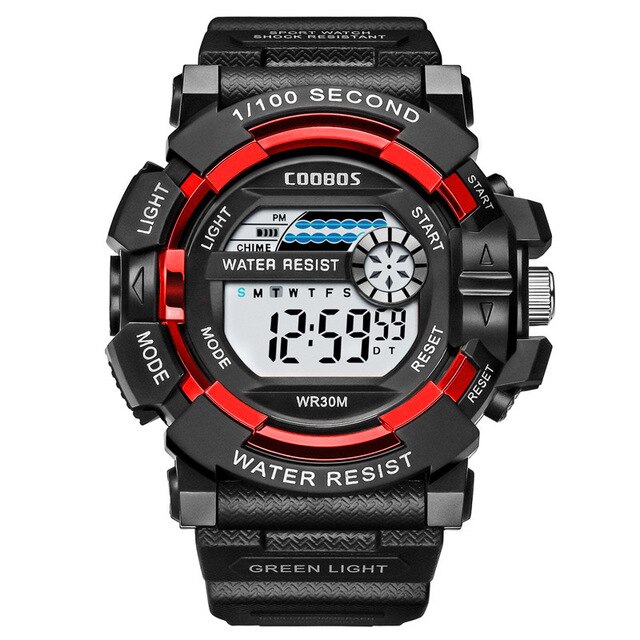 SPORT WATCH
SHOCK RESISTANT
1/100 SECOND
COOBOS
LIGHT
LIGHT
START
START
PM
CHIME
WATER RESIST
S M T W T F S
12:59 59
D T
MODE
MODE
RESET
RESET
WR30M
WATER RESIST
GREEN LIGHT